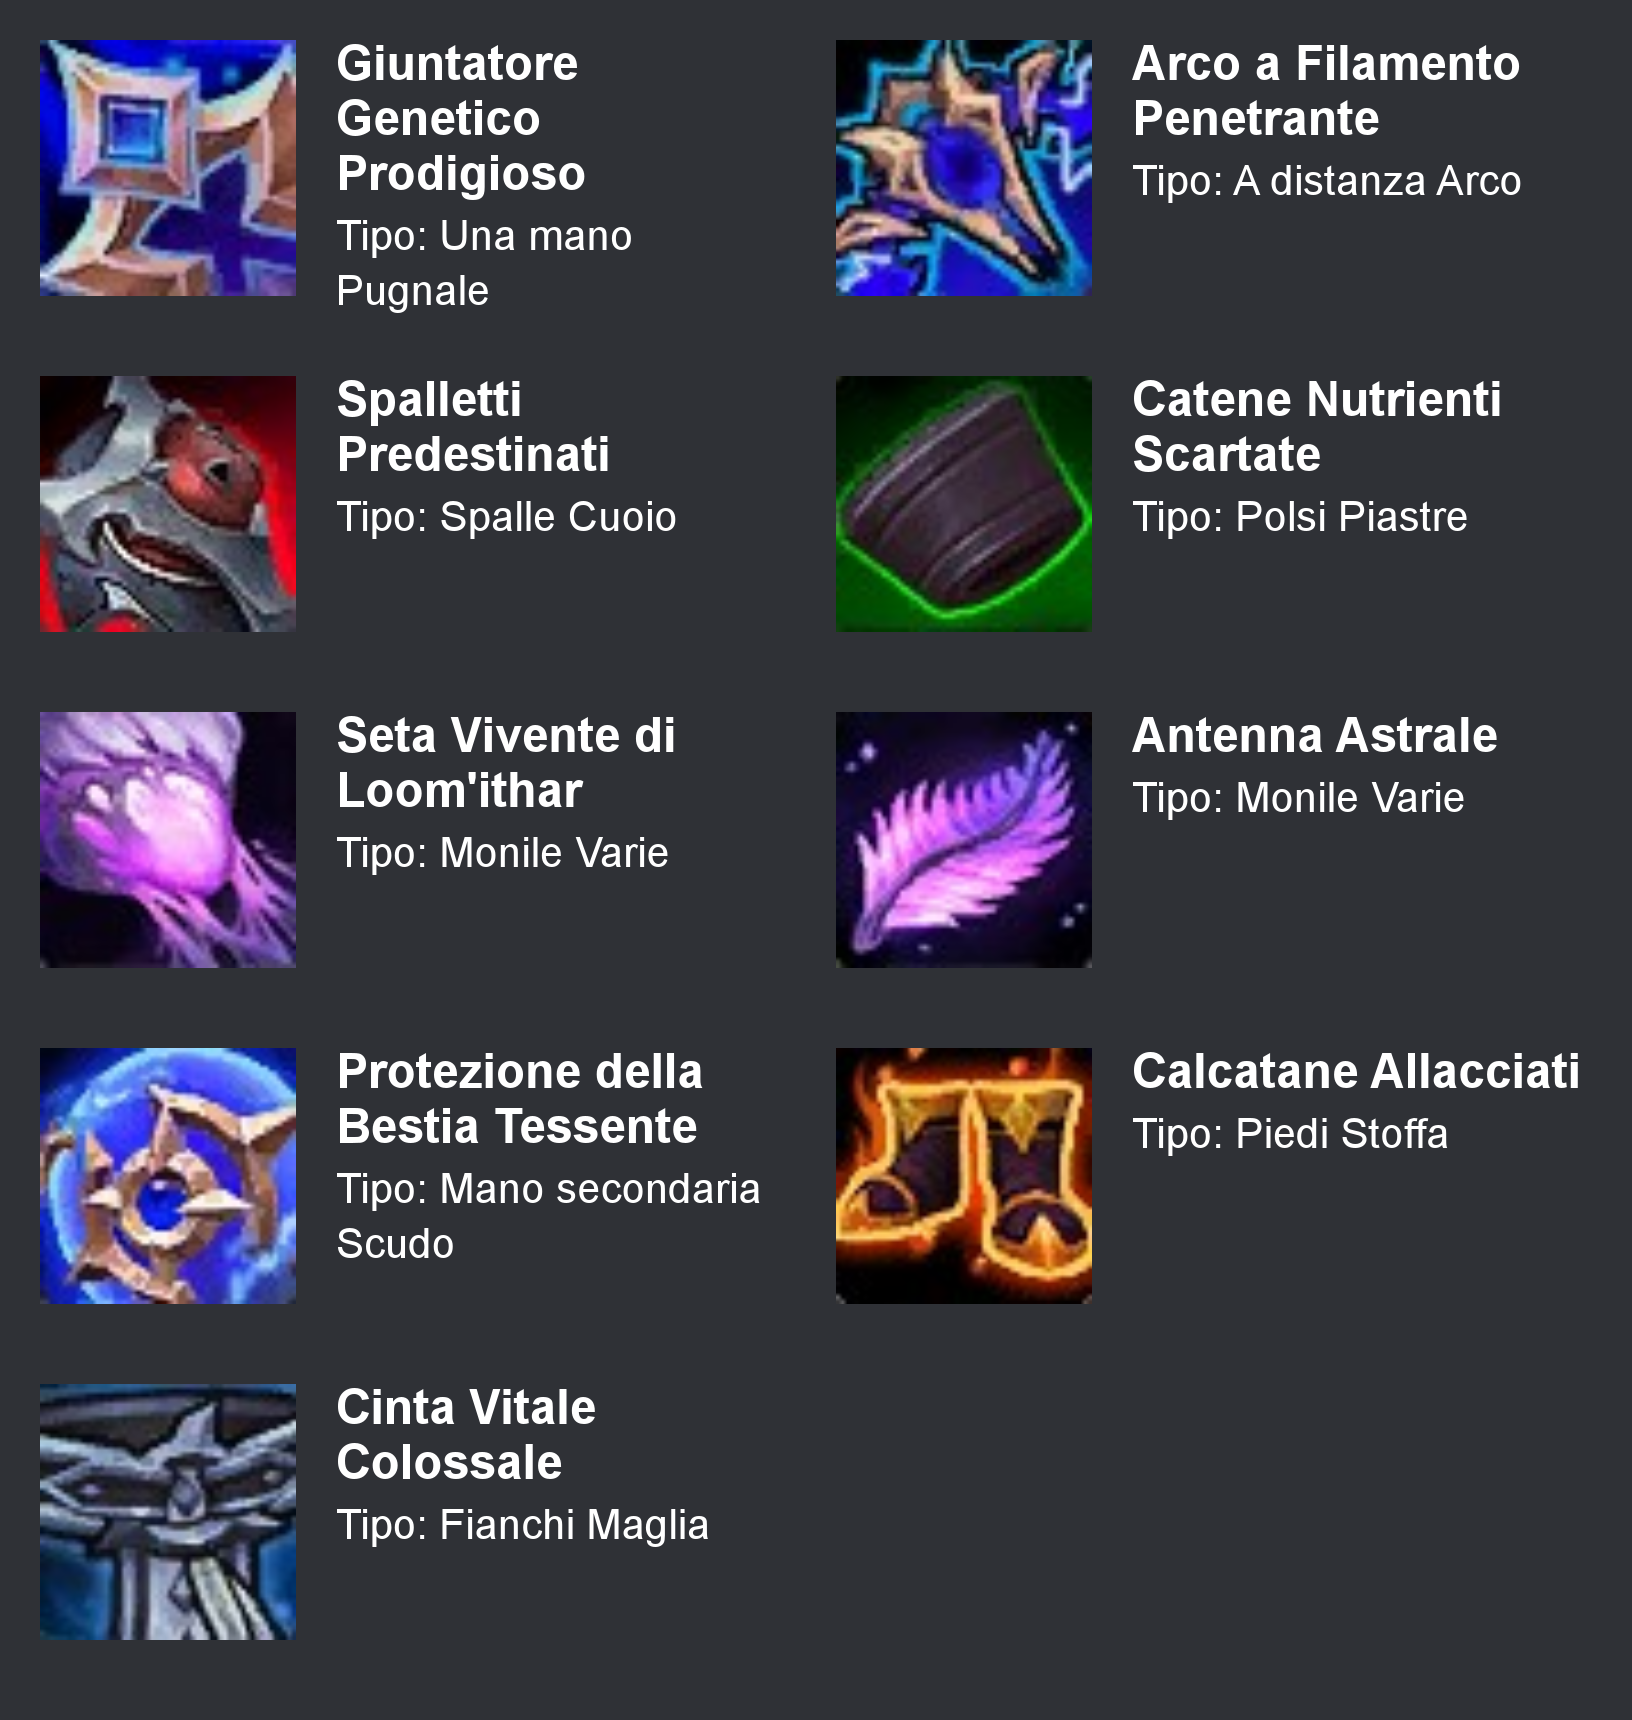 Giuntatore
Genetico
Prodigioso
Tipo: Una mano
Pugnale
Arco a Filamento
Penetrante
Tipo: A distanza Arco
Spalletti
Predestinati
Tipo: Spalle Cuoio
Catene Nutrienti
Scartate
Tipo: Polsi Piastre
Seta Vivente di
Loom'ithar
Tipo: Monile Varie
Antenna Astrale
Tipo: Monile Varie
Protezione della
Bestia Tessente
Tipo: Mano secondaria
Scudo
Calcatane Allacciati
Tipo: Piedi Stoffa
Cinta Vitale
Colossale
Tipo: Fianchi Maglia